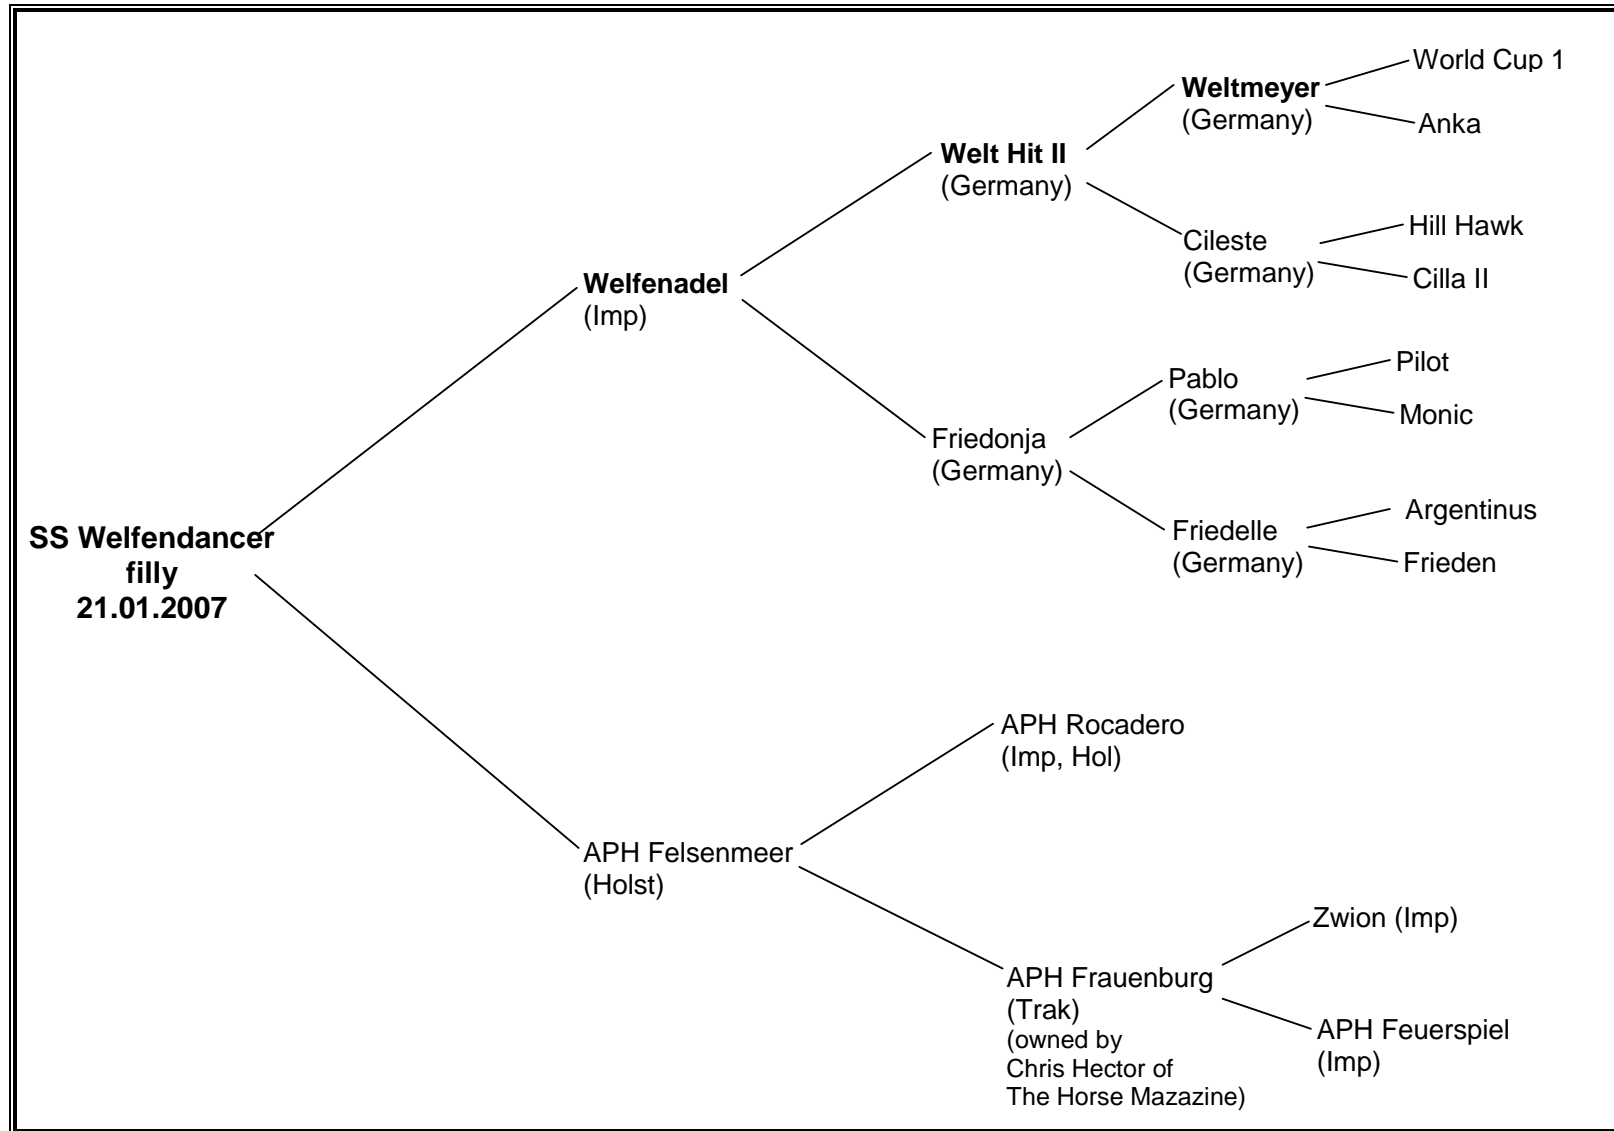 World Cup 1
Weltmeyer
(Germany)
Anka
Welt Hit II
(Germany)
Hill Hawk
Cileste
(Germany)
Cilla II
Welfenadel
(Imp)
Pilot
Pablo
(Germany)
Monic
Friedonja
(Germany)
Argentinus
Friedelle
(Germany)
Frieden
SS Welfendancer
filly
21.01.2007
APH Rocadero
(Imp, Hol)
APH Felsenmeer
(Holst)
Zwion (Imp)
APH Frauenburg
(Trak)
(owned by
Chris Hector of
The Horse Mazazine)
APH Feuerspiel
(Imp)